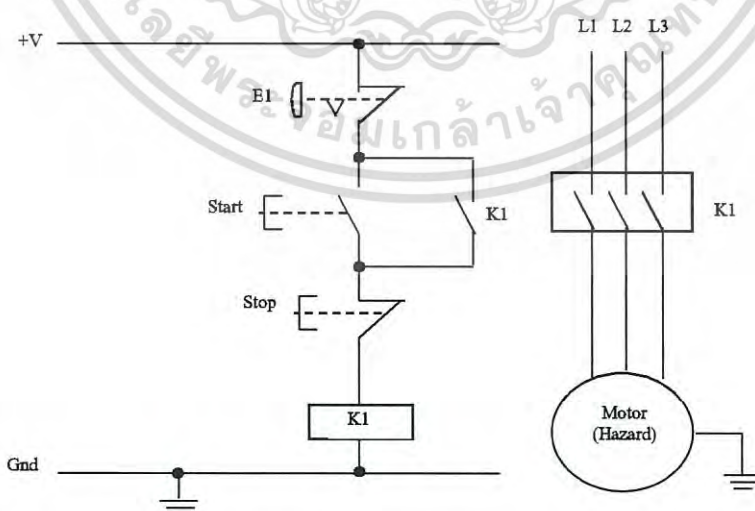 +V
L1 L2 L3
E1
Start
K1
K1
Stop
K1
Motor
(Hazard)
Gnd